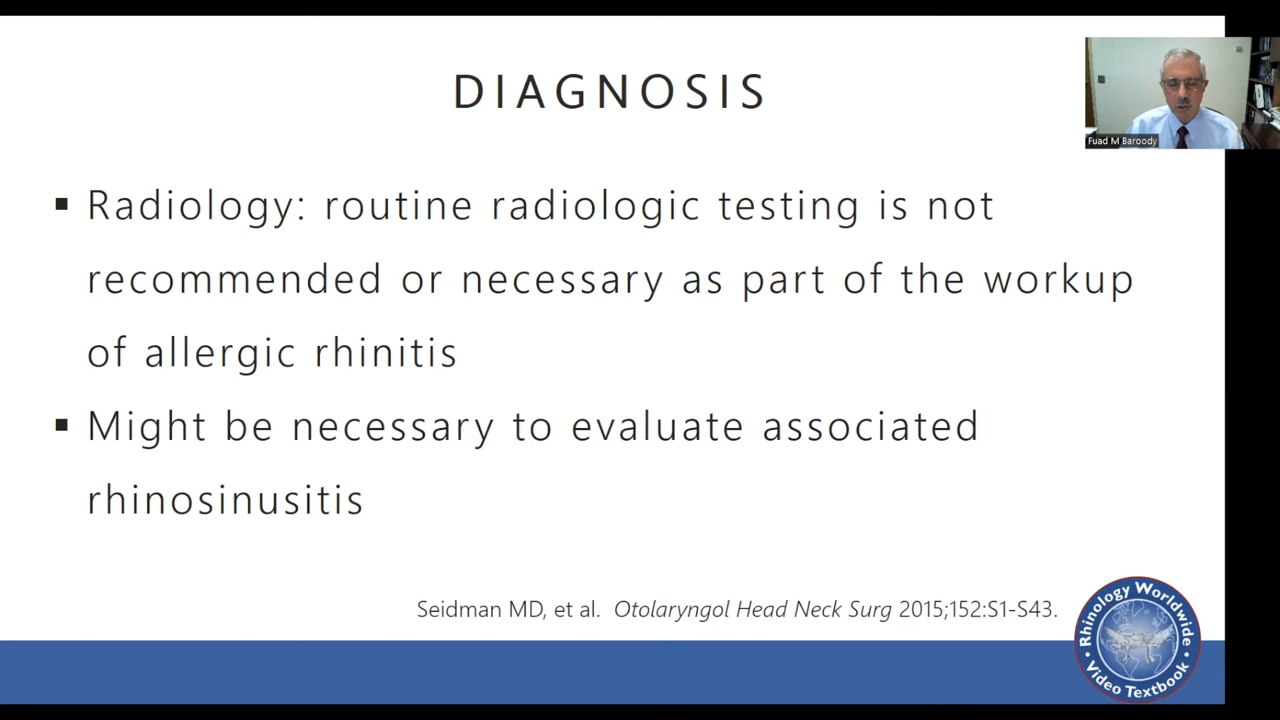 DIAGNOSIS
Fuad M Baroody
▪ Radiology: routine radiologic testing is not
recommended or necessary as part of the workup
of allergic rhinitis
▪ Might be necessary to evaluate associated
rhinosinusitis
Seidman MD, et al. Otolaryngol Head Neck Surg 2015;152:S1-S43.
Rhinology Worldwide
• Video Textbook •